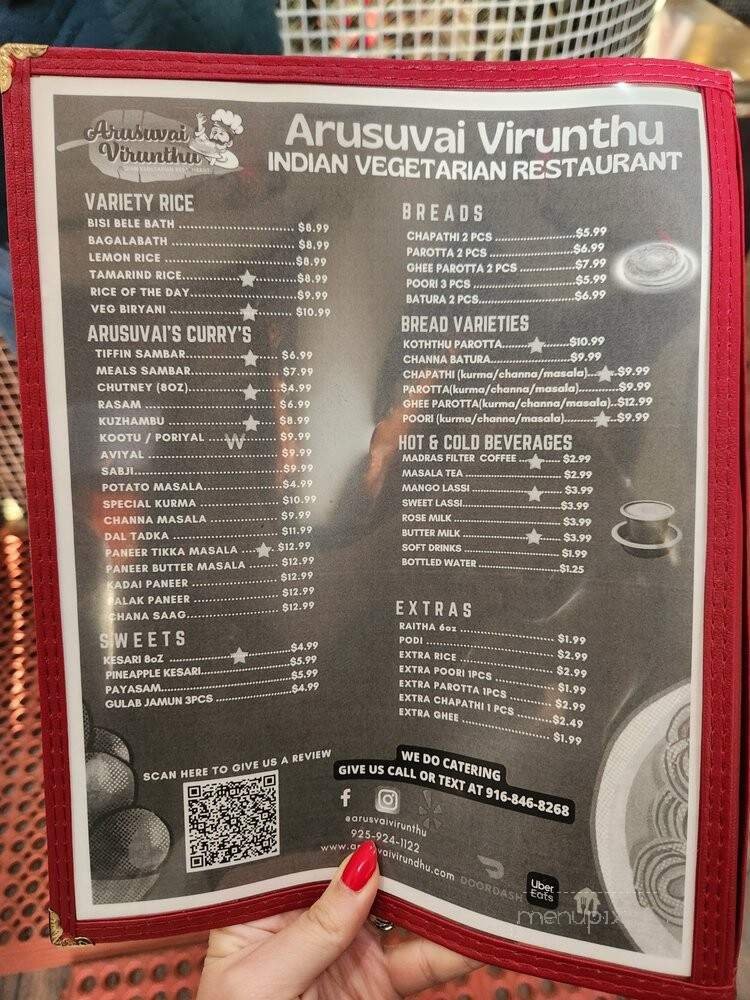 Arusuvai
Virunthu
Arusuvai Virunthu
INDIAN VEGETARIAN RESTAURANT
VARIETY RICE
BISI BELE BATH ........ $8.99
BAGALABATH ........ $8.99
LEMON RICE ........ $8.99
TAMARIND RICE ........ $8.99
RICE OF THE DAY ........ $9.99
VEG BIRYANI ........ $10.99
ARUSUVAI'S CURRY'S
TIFFIN SAMBAR ........ $6.99
MEALS SAMBAR ........ $7.99
CHUTNEY (8OZ) ........ $4.99
RASAM ........ $6.99
KUZHAMBU ........ $8.99
KOOTU / PORIYAL ........ $9.99
AVIYAL ........ $9.99
SABJI ........ $9.99
POTATO MASALA ........ $4.99
SPECIAL KURMA ........ $10.99
CHANNA MASALA ........ $9.99
DAL TADKA ........ $11.99
PANEER TIKKA MASALA ........ $12.99
PANEER BUTTER MASALA ........ $12.99
KADAI PANEER ........ $12.99
PALAK PANEER ........ $12.99
CHANA SAAG ........ $12.99
SWEETS
KESARI 8oZ ........ $4.99
PINEAPPLE KESARI ........ $5.99
PAYASAM ........ $5.99
GULAB JAMUN 3PCS ........ $4.99
SCAN HERE TO GIVE US A REVIEW
BREADS
CHAPATHI 2 PCS ........ $5.99
PAROTTA 2 PCS ........ $6.99
GHEE PAROTTA 2 PCS ........ $7.99
POORI 3 PCS ........ $5.99
BATURA 2 PCS ........ $6.99
BREAD VARIETIES
KOTHTHU PAROTTA ........ $10.99
CHANNA BATURA ........ $9.99
CHAPATHI (kurma/channa/masala) ........ $9.99
PAROTTA(kurma/channa/masala) ........ $9.99
GHEE PAROTTA(kurma/channa/masala)..$12.99
POORI (kurma/channa/masala) ........ $9.99
HOT & COLD BEVERAGES
MADRAS FILTER COFFEE ........ $2.99
MASALA TEA ........ $2.99
MANGO LASSI ........ $3.99
SWEET LASSI ........ $3.99
ROSE MILK ........ $3.99
BUTTER MILK ........ $3.99
SOFT DRINKS ........ $1.99
BOTTLED WATER ........ $1.25
EXTRAS
RAITHA 6oz ........ $1.99
PODI ........ $2.99
EXTRA RICE ........ $2.99
EXTRA POORI 1PCS ........ $1.99
EXTRA PAROTTA 1PCS ........ $2.99
EXTRA CHAPATHI 1 PCS ........ $2.49
EXTRA GHEE ........ $1.99
WE DO CATERING
GIVE US CALL OR TEXT AT 916-846-8268
@arusvaivirunthu
925-924-1122
DOORDASH
Uber
Eats
menupix